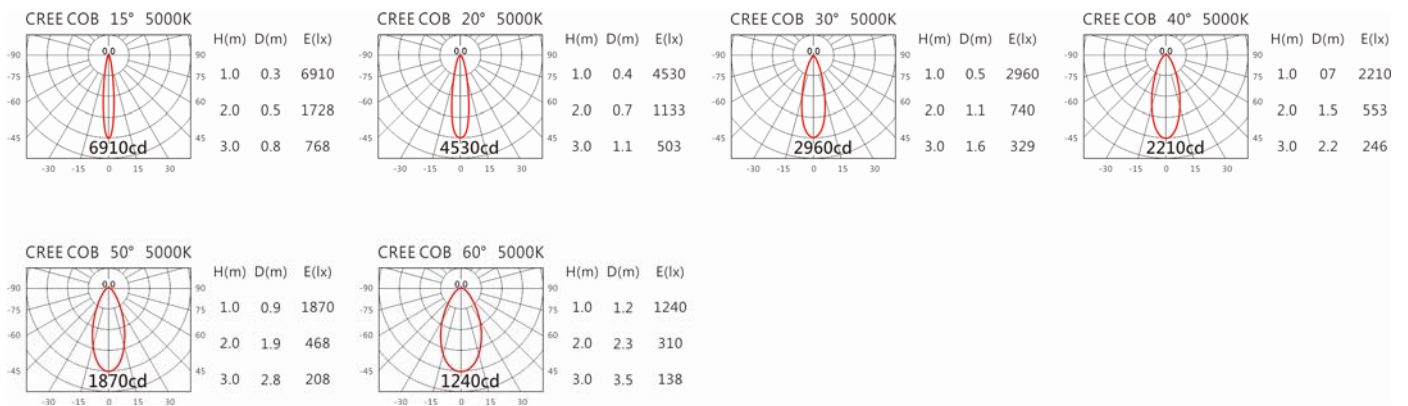 CREE COB 15° 5000K
H(m) D(m) E(lx)
1.0 0.3 6910
2.0 0.5 1728
3.0 0.8 768
0.0
-90 90
-75 75
-60 60
-45 45
6910cd
-30 -15 0 15 30
CREE COB 20° 5000K
H(m) D(m) E(lx)
1.0 0.4 4530
2.0 0.7 1133
3.0 1.1 503
0.0
-90 90
-75 75
-60 60
-45 45
4530cd
-30 -15 0 15 30
CREE COB 30° 5000K
H(m) D(m) E(lx)
1.0 0.5 2960
2.0 1.1 740
3.0 1.6 329
0.0
-90 90
-75 75
-60 60
-45 45
2960cd
-30 -15 0 15 30
CREE COB 40° 5000K
H(m) D(m) E(lx)
1.0 07 2210
2.0 1.5 553
3.0 2.2 246
0.0
-90 90
-75 75
-60 60
-45 45
2210cd
-30 -15 0 15 30
CREE COB 50° 5000K
H(m) D(m) E(lx)
1.0 0.9 1870
2.0 1.9 468
3.0 2.8 208
0.0
-90 90
-75 75
-60 60
-45 45
1870cd
-30 -15 0 15 30
CREE COB 60° 5000K
H(m) D(m) E(lx)
1.0 1.2 1240
2.0 2.3 310
3.0 3.5 138
0.0
-90 90
-75 75
-60 60
-45 45
1240cd
-30 -15 0 15 30